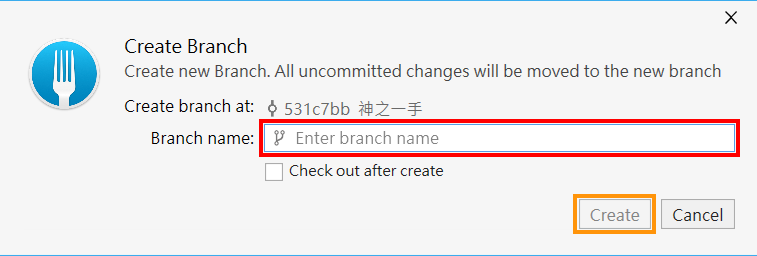 Create Branch
Create new Branch. All uncommitted changes will be moved to the new branch
Create branch at: 531c7bb 神之一手
Branch name: Enter branch name
Check out after create
Create Cancel